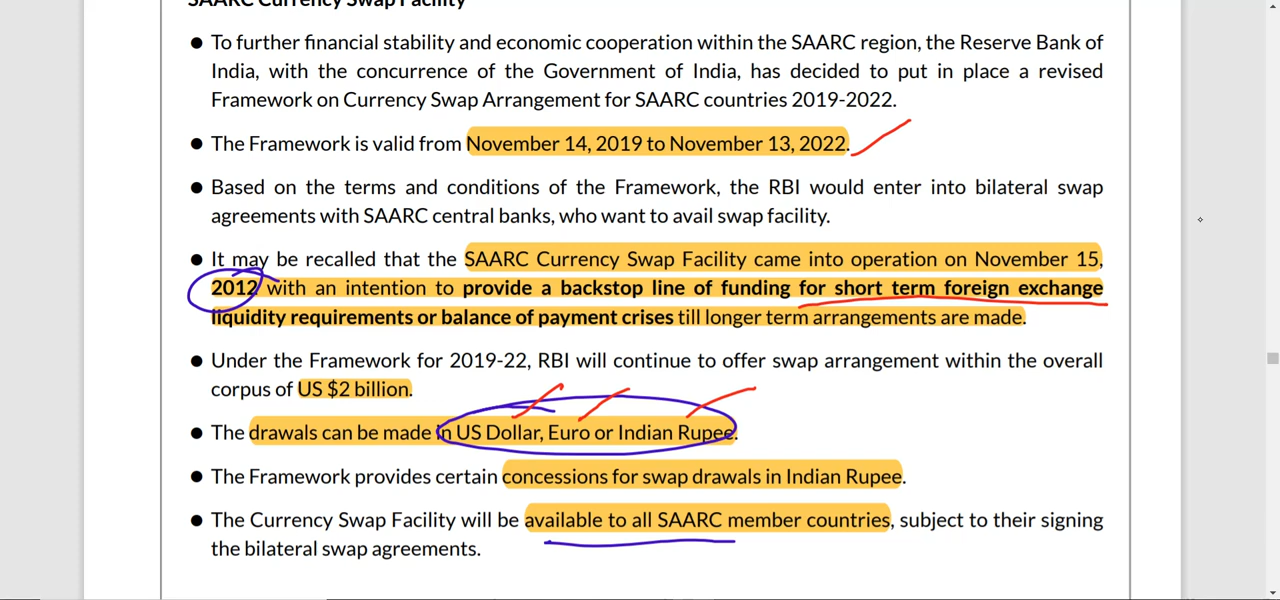 SAARC Currency Swap Facility
● To further financial stability and economic cooperation within the SAARC region, the Reserve Bank of
India, with the concurrence of the Government of India, has decided to put in place a revised
Framework on Currency Swap Arrangement for SAARC countries 2019-2022.
● The Framework is valid from November 14, 2019 to November 13, 2022.
● Based on the terms and conditions of the Framework, the RBI would enter into bilateral swap
agreements with SAARC central banks, who want to avail swap facility.
● It may be recalled that the SAARC Currency Swap Facility came into operation on November 15,
2012 with an intention to provide a backstop line of funding for short term foreign exchange
liquidity requirements or balance of payment crises till longer term arrangements are made.
● Under the Framework for 2019-22, RBI will continue to offer swap arrangement within the overall
corpus of US $2 billion.
● The drawals can be made in US Dollar, Euro or Indian Rupee.
● The Framework provides certain concessions for swap drawals in Indian Rupee.
● The Currency Swap Facility will be available to all SAARC member countries, subject to their signing
the bilateral swap agreements.